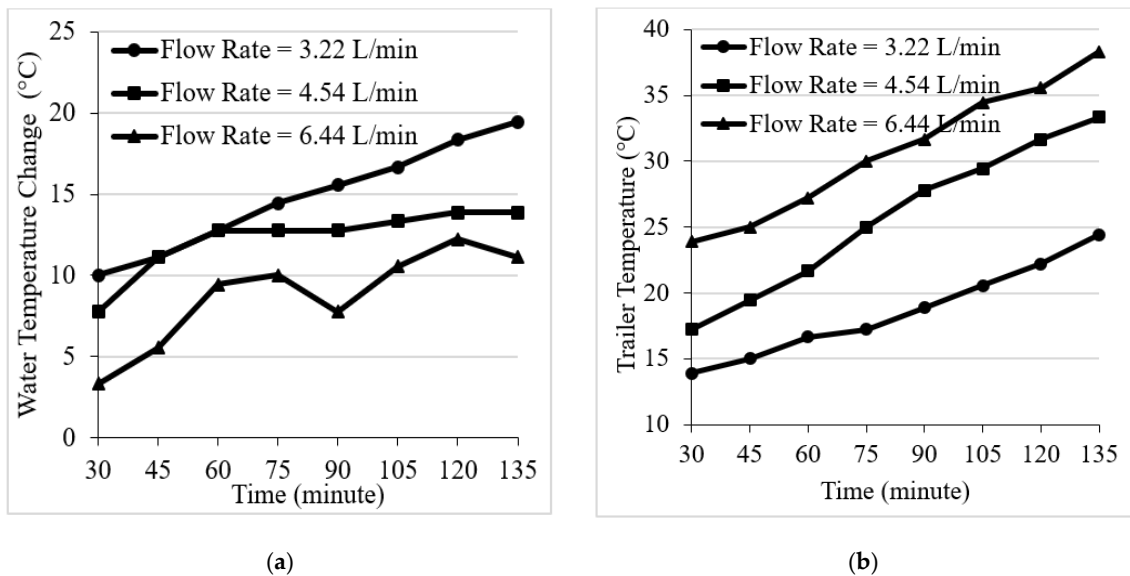 Water Temperature Change (°C)
25
20
15
10
5
0
Flow Rate = 3.22 L/min
Flow Rate = 4.54 L/min
Flow Rate = 6.44 L/min
30 45 60 75 90 105 120 135
Time (minute)
(a)
Trailer Temperature (°C)
40
35
30
25
20
15
10
Flow Rate = 3.22 L/min
Flow Rate = 4.54 L/min
Flow Rate = 6.44 L/min
30 45 60 75 90 105 120 135
Time (minute)
(b)